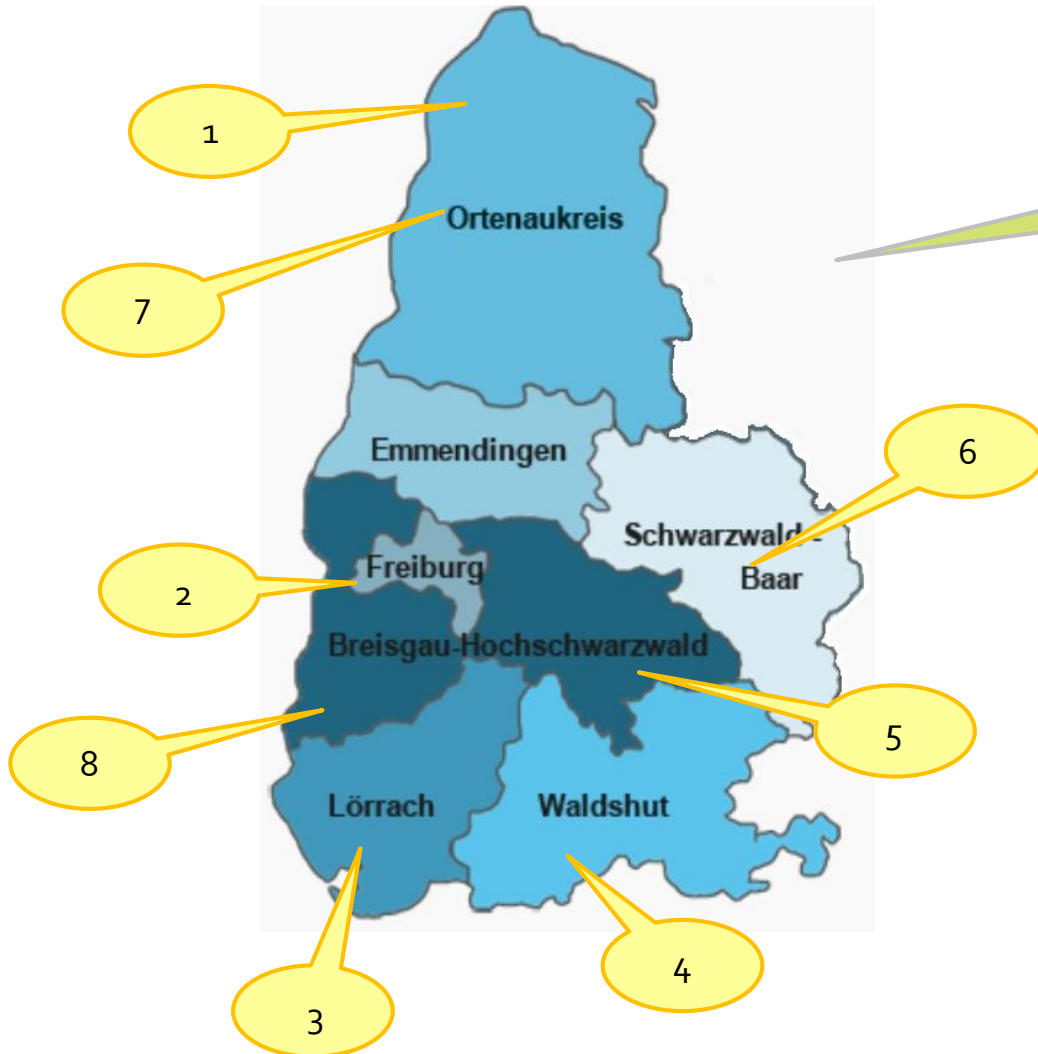 1
Ortenaukreis
7
Emmendingen
6
Schwarzwald -
Baar
Freiburg
2
Breisgau-Hochschwarzwald
5
8
Lörrach
Waldshut
4
3